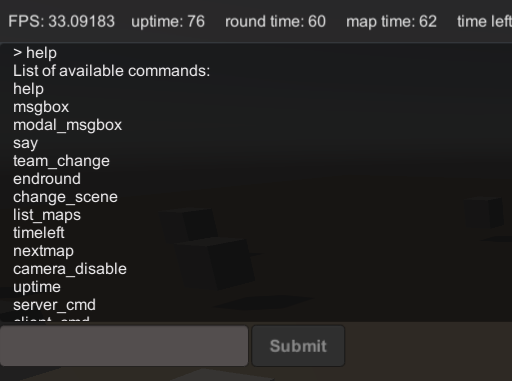 FPS: 33.09183 uptime: 76 round time: 60 map time: 62 time left
> help
List of available commands:
help
msgbox
modal_msgbox
say
team_change
endround
change_scene
list_maps
timeleft
nextmap
camera_disable
uptime
server_cmd
client_cmd
Submit